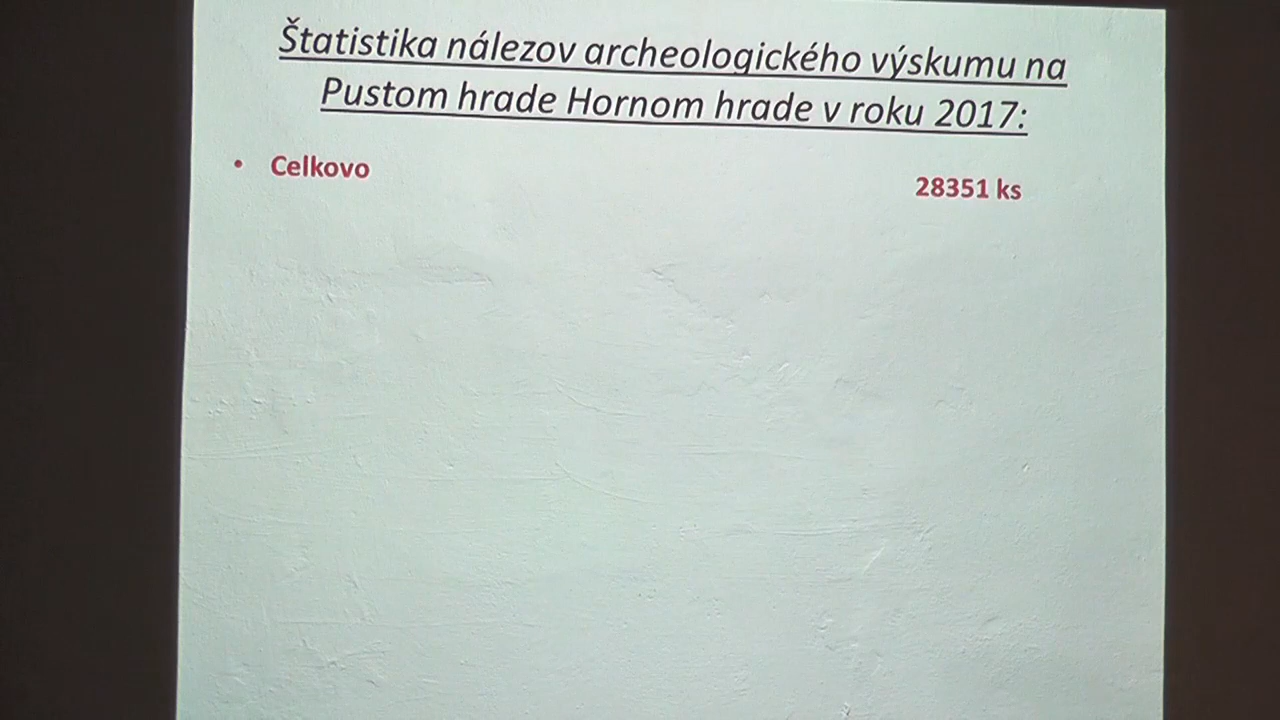 Štatistika nálezov archeologického výskumu na
Pustom hrade Hornom hrade v roku 2017:
• Celkovo 28351 ks